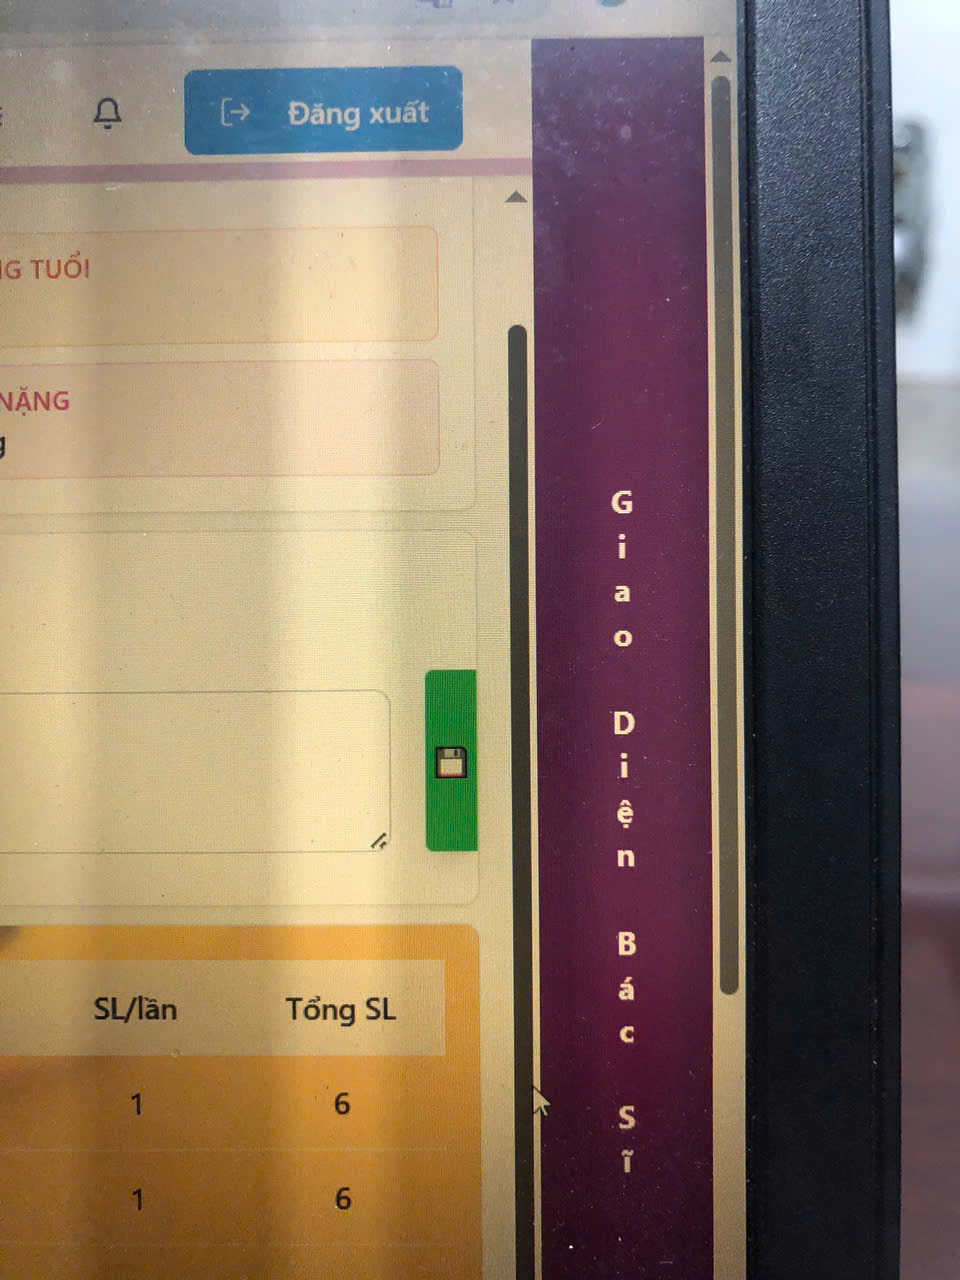 Đăng xuất
G TUỔI
NẶNG
g
SL/lần Tổng SL
1 6
1 6
Giao Diện Bác Sĩ